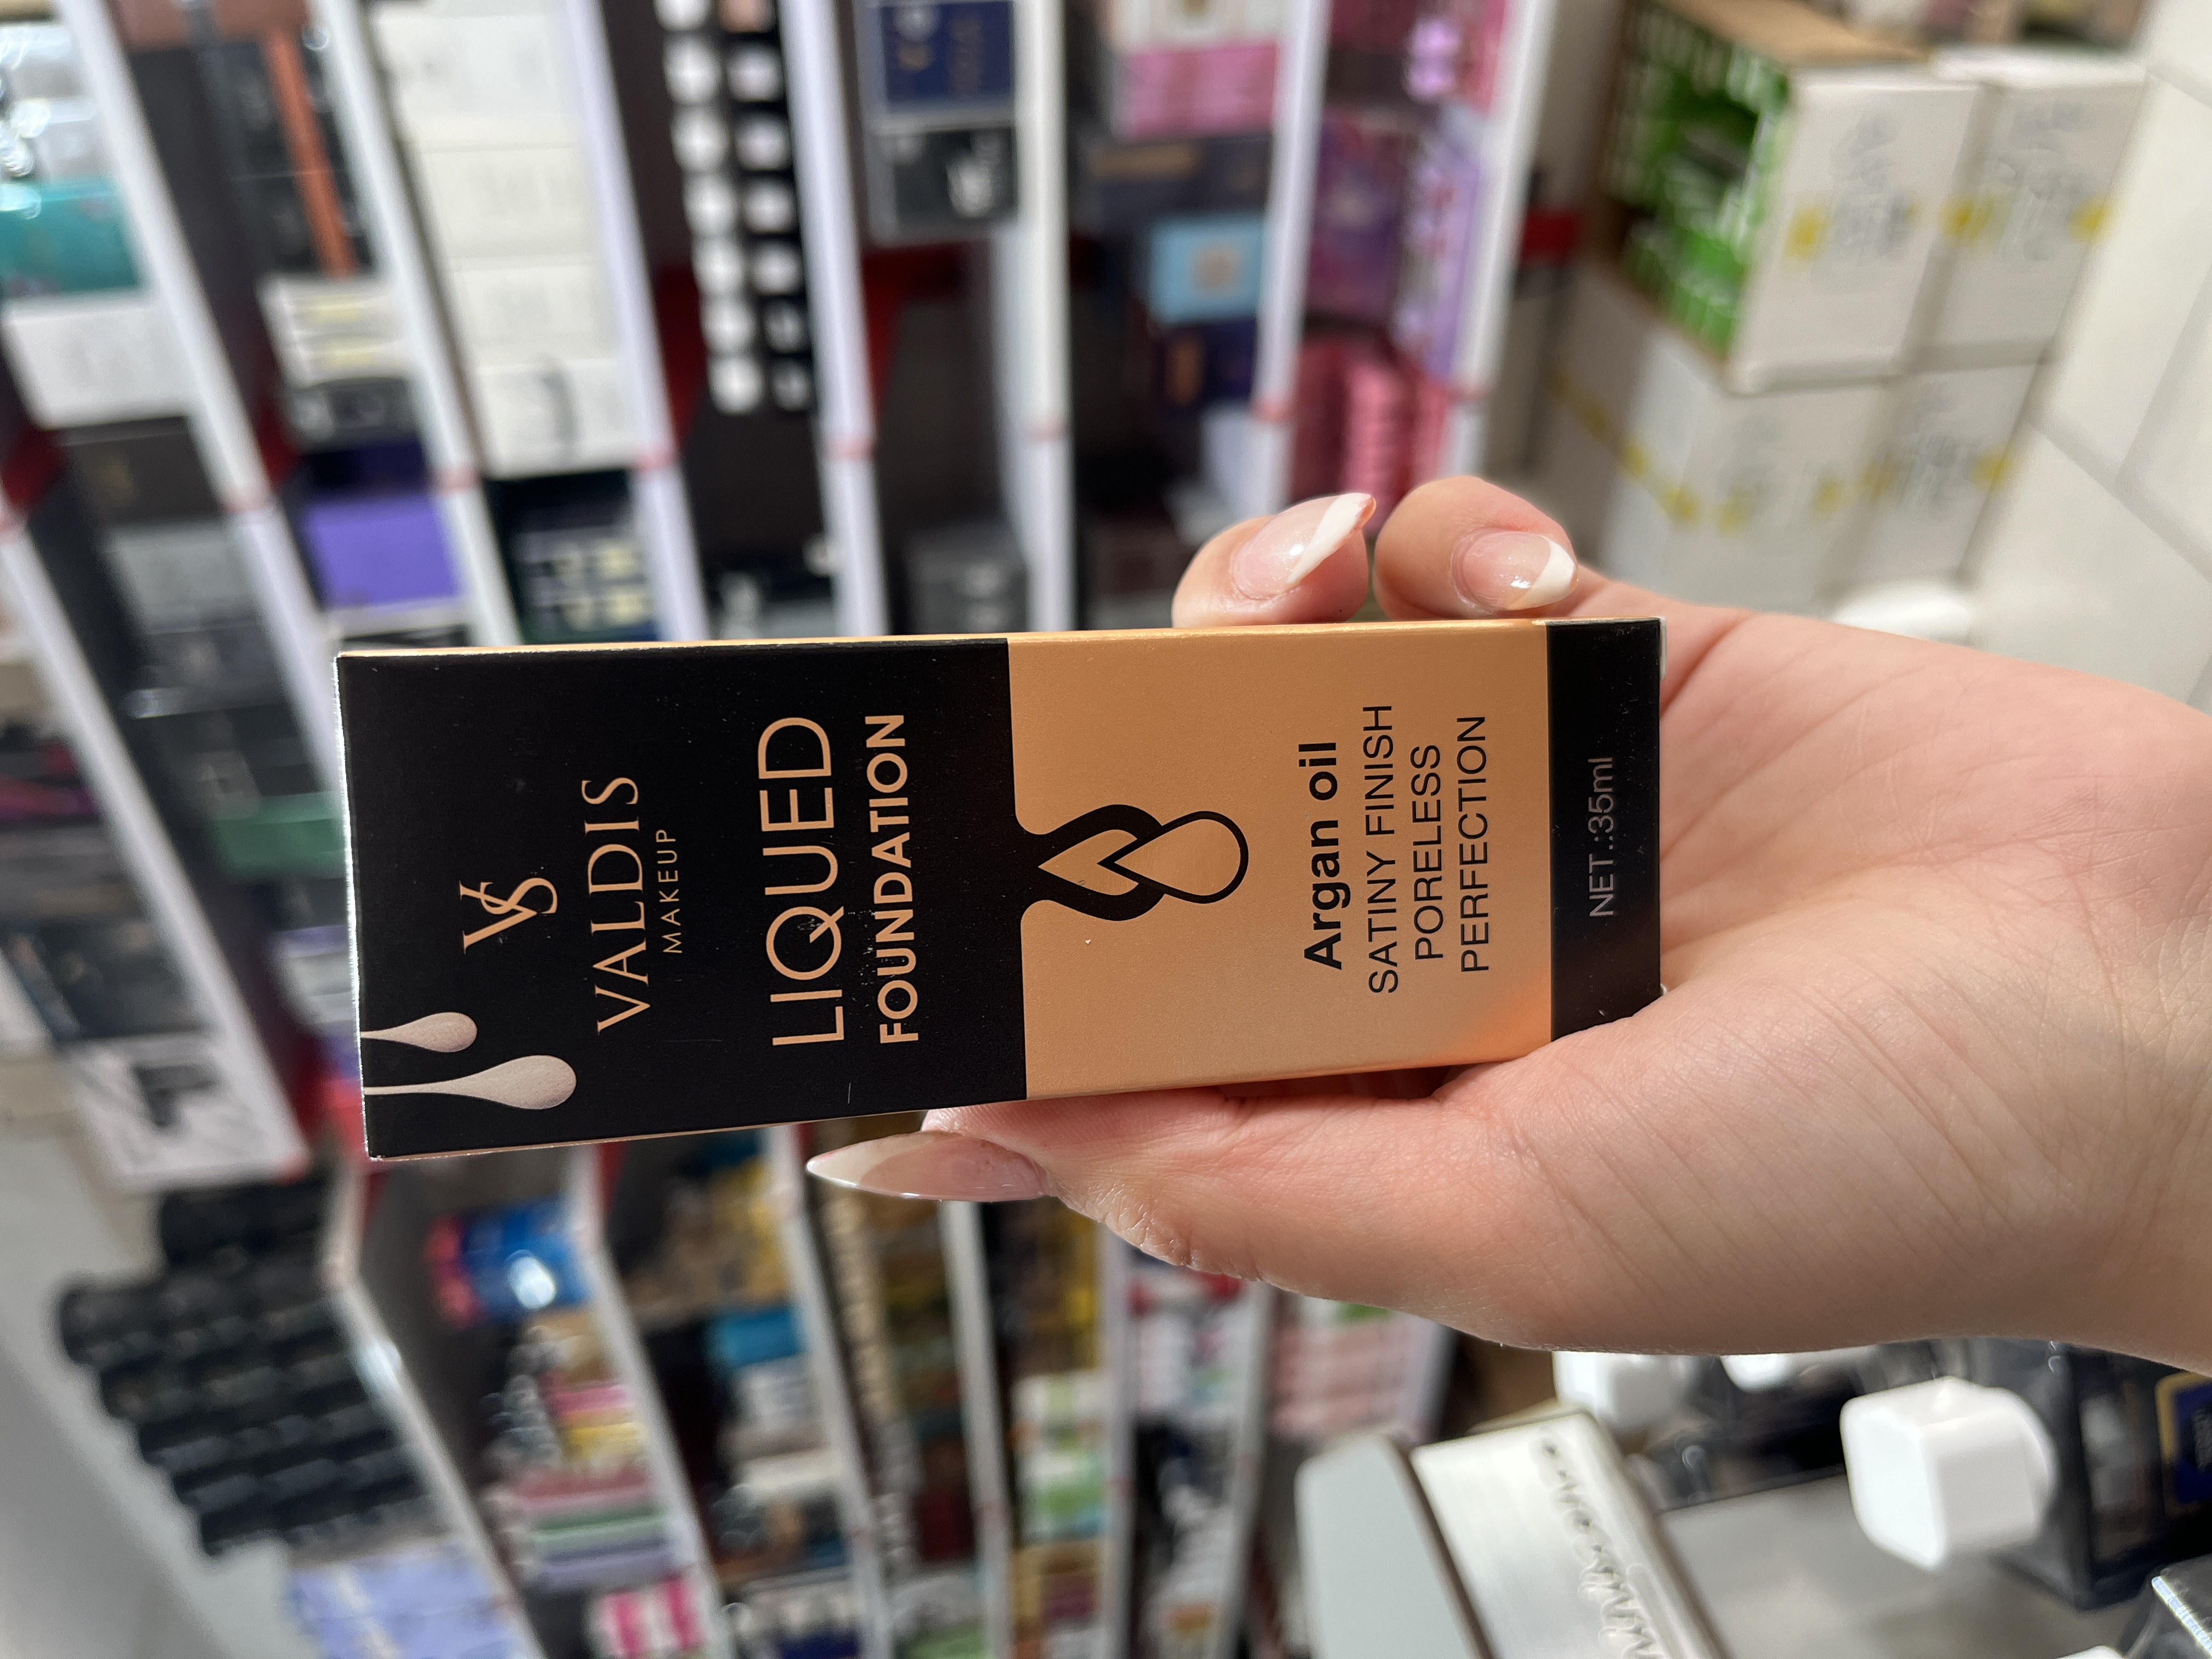 VS
VALDIS
MAKEUP
LIQUED
FOUNDATION
Argan oil
SATINY FINISH
PORELESS
PERFECTION
NET.:35ml